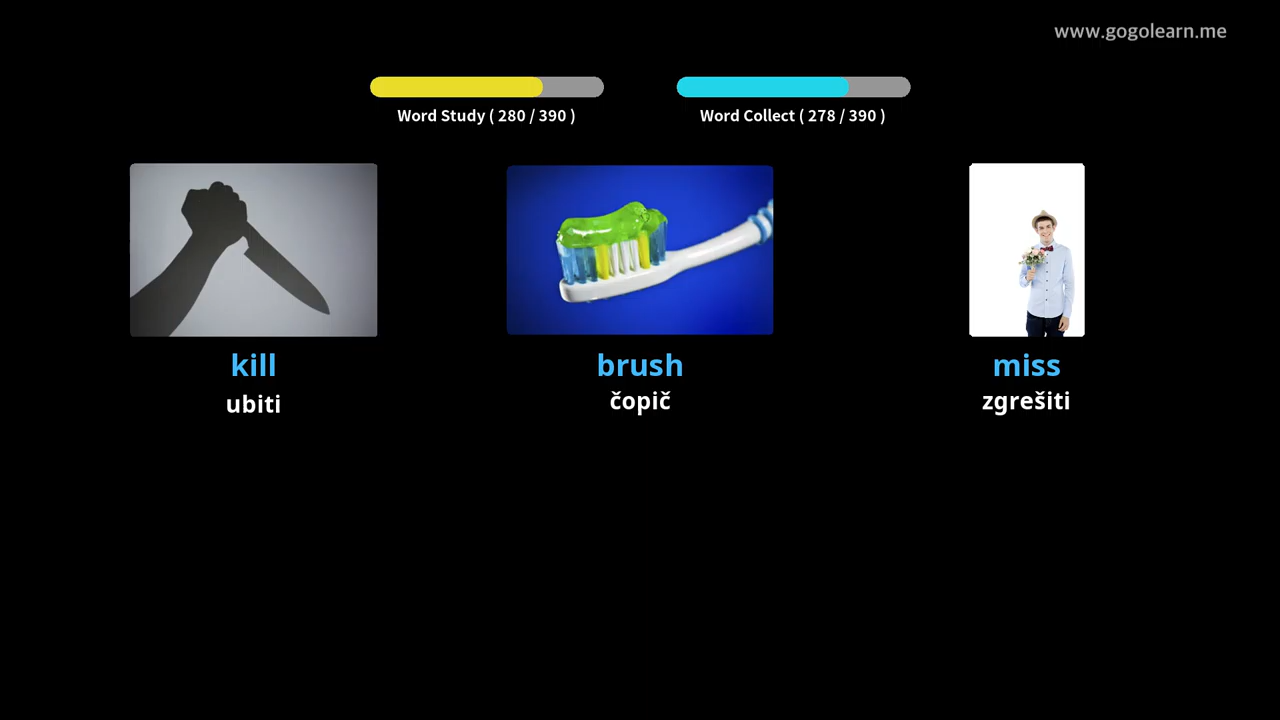 www.gogolearn.me
Word Study ( 280 / 390 )
Word Collect ( 278 / 390 )
kill
ubiti
brush
čopič
miss
zgrešiti